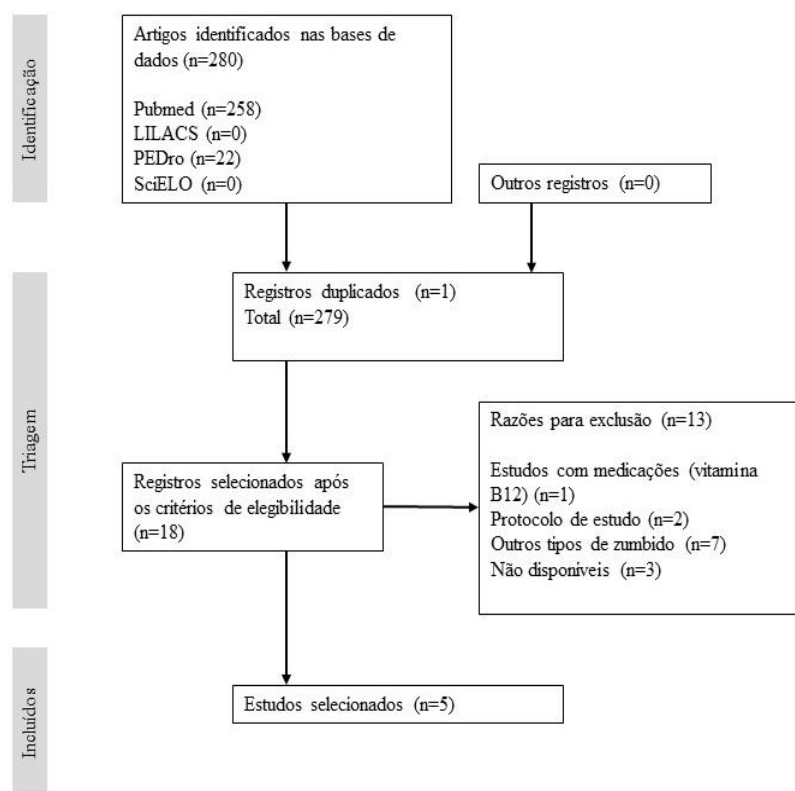 Identificação
Artigos identificados nas bases de
dados (n=280)
Pubmed (n=258)
LILACS (n=0)
PEDro (n=22)
SciELO (n=0)
Outros registros (n=0)
Triagem
Registros duplicados (n=1)
Total (n=279)
Registros selecionados após
os critérios de elegibilidade
(n=18)
Razões para exclusão (n=13)
Estudos com medicações (vitamina
B12) (n=1)
Protocolo de estudo (n=2)
Outros tipos de zumbido (n=7)
Não disponíveis (n=3)
Incluídos
Estudos selecionados (n=5)